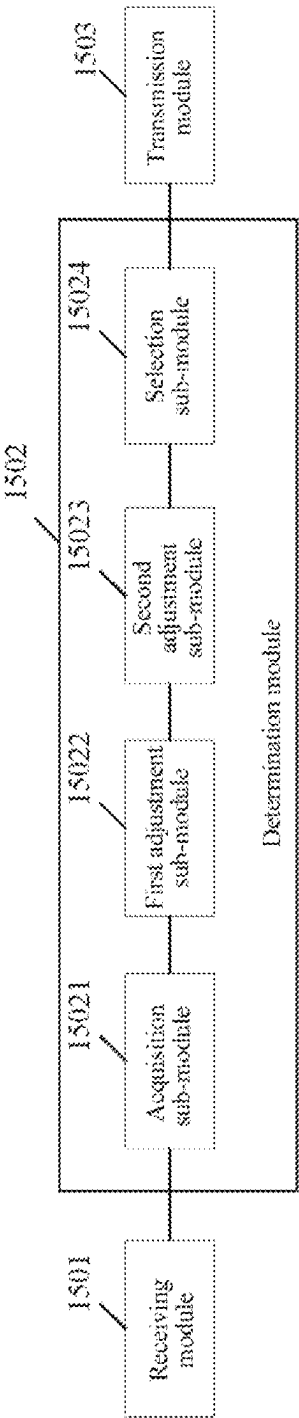 1501
Receiving
module
1502
15021
Acquisition
sub-module
15022
First adjustment
sub-module
15023
Second
adjustment
sub-module
15024
Selection
sub-module
Determination module
1503
Transmission
module